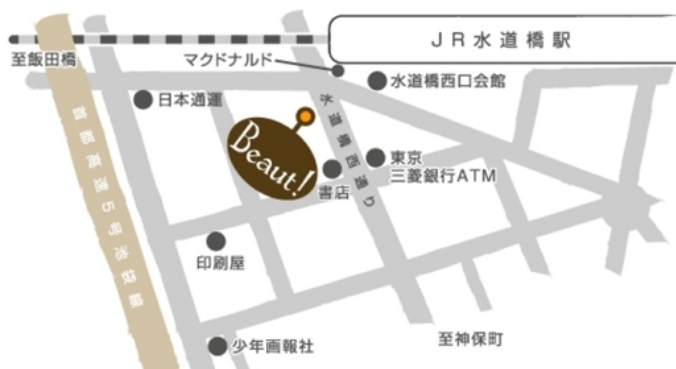 JR水道橋駅
至飯田橋
マクドナルド
水道橋西口会館
日本通運
首都高速5号池袋線
水道橋西通り
Beaut!
東京
三菱銀行ATM
書店
印刷屋
少年画報社
至神保町